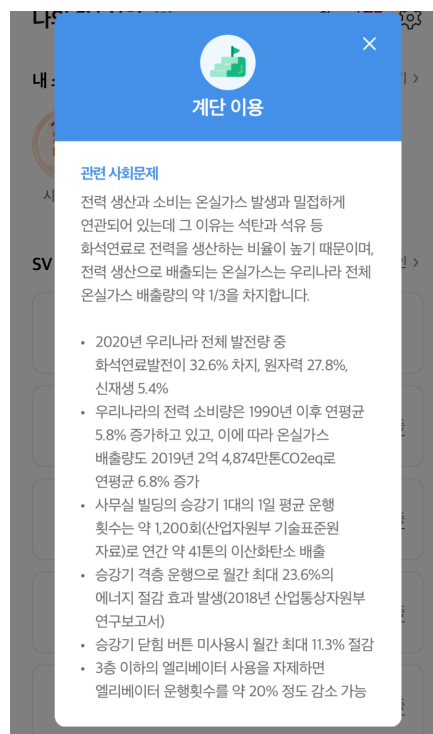 계단 이용
관련 사회문제
전력 생산과 소비는 온실가스 발생과 밀접하게
연관되어 있는데 그 이유는 석탄과 석유 등
화석연료로 전력을 생산하는 비율이 높기 때문이며,
전력 생산으로 배출되는 온실가스는 우리나라 전체
온실가스 배출량의 약 1/3을 차지합니다.
• 2020년 우리나라 전체 발전량 중
화석연료발전이 32.6% 차지, 원자력 27.8%,
신재생 5.4%
• 우리나라의 전력 소비량은 1990년 이후 연평균
5.8% 증가하고 있고, 이에 따라 온실가스
배출량도 2019년 2억 4,874만톤CO2eq로
연평균 6.8% 증가
• 사무실 빌딩의 승강기 1대의 1일 평균 운행
횟수는 약 1,200회(산업자원부 기술표준원
자료)로 연간 약 41톤의 이산화탄소 배출
• 승강기 격층 운행으로 월간 최대 23.6%의
에너지 절감 효과 발생(2018년 산업통상자원부
연구보고서)
• 승강기 닫힘 버튼 미사용시 월간 최대 11.3% 절감
• 3층 이하의 엘리베이터 사용을 자제하면
엘리베이터 운행횟수를 약 20% 정도 감소 가능
내
SV